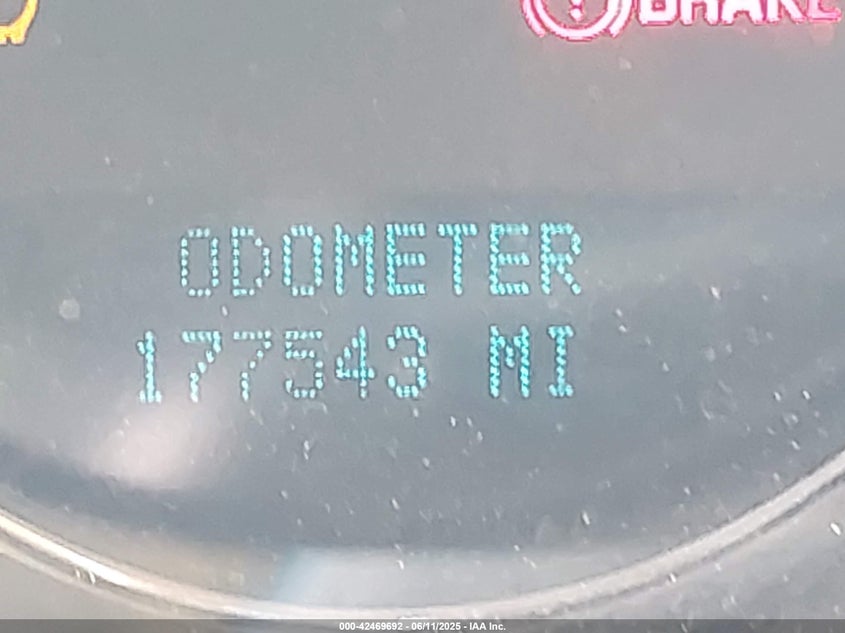 BRAKE
ODOMETER
177543 MI
000-42469692 - 06/11/2025 - IAA Inc.